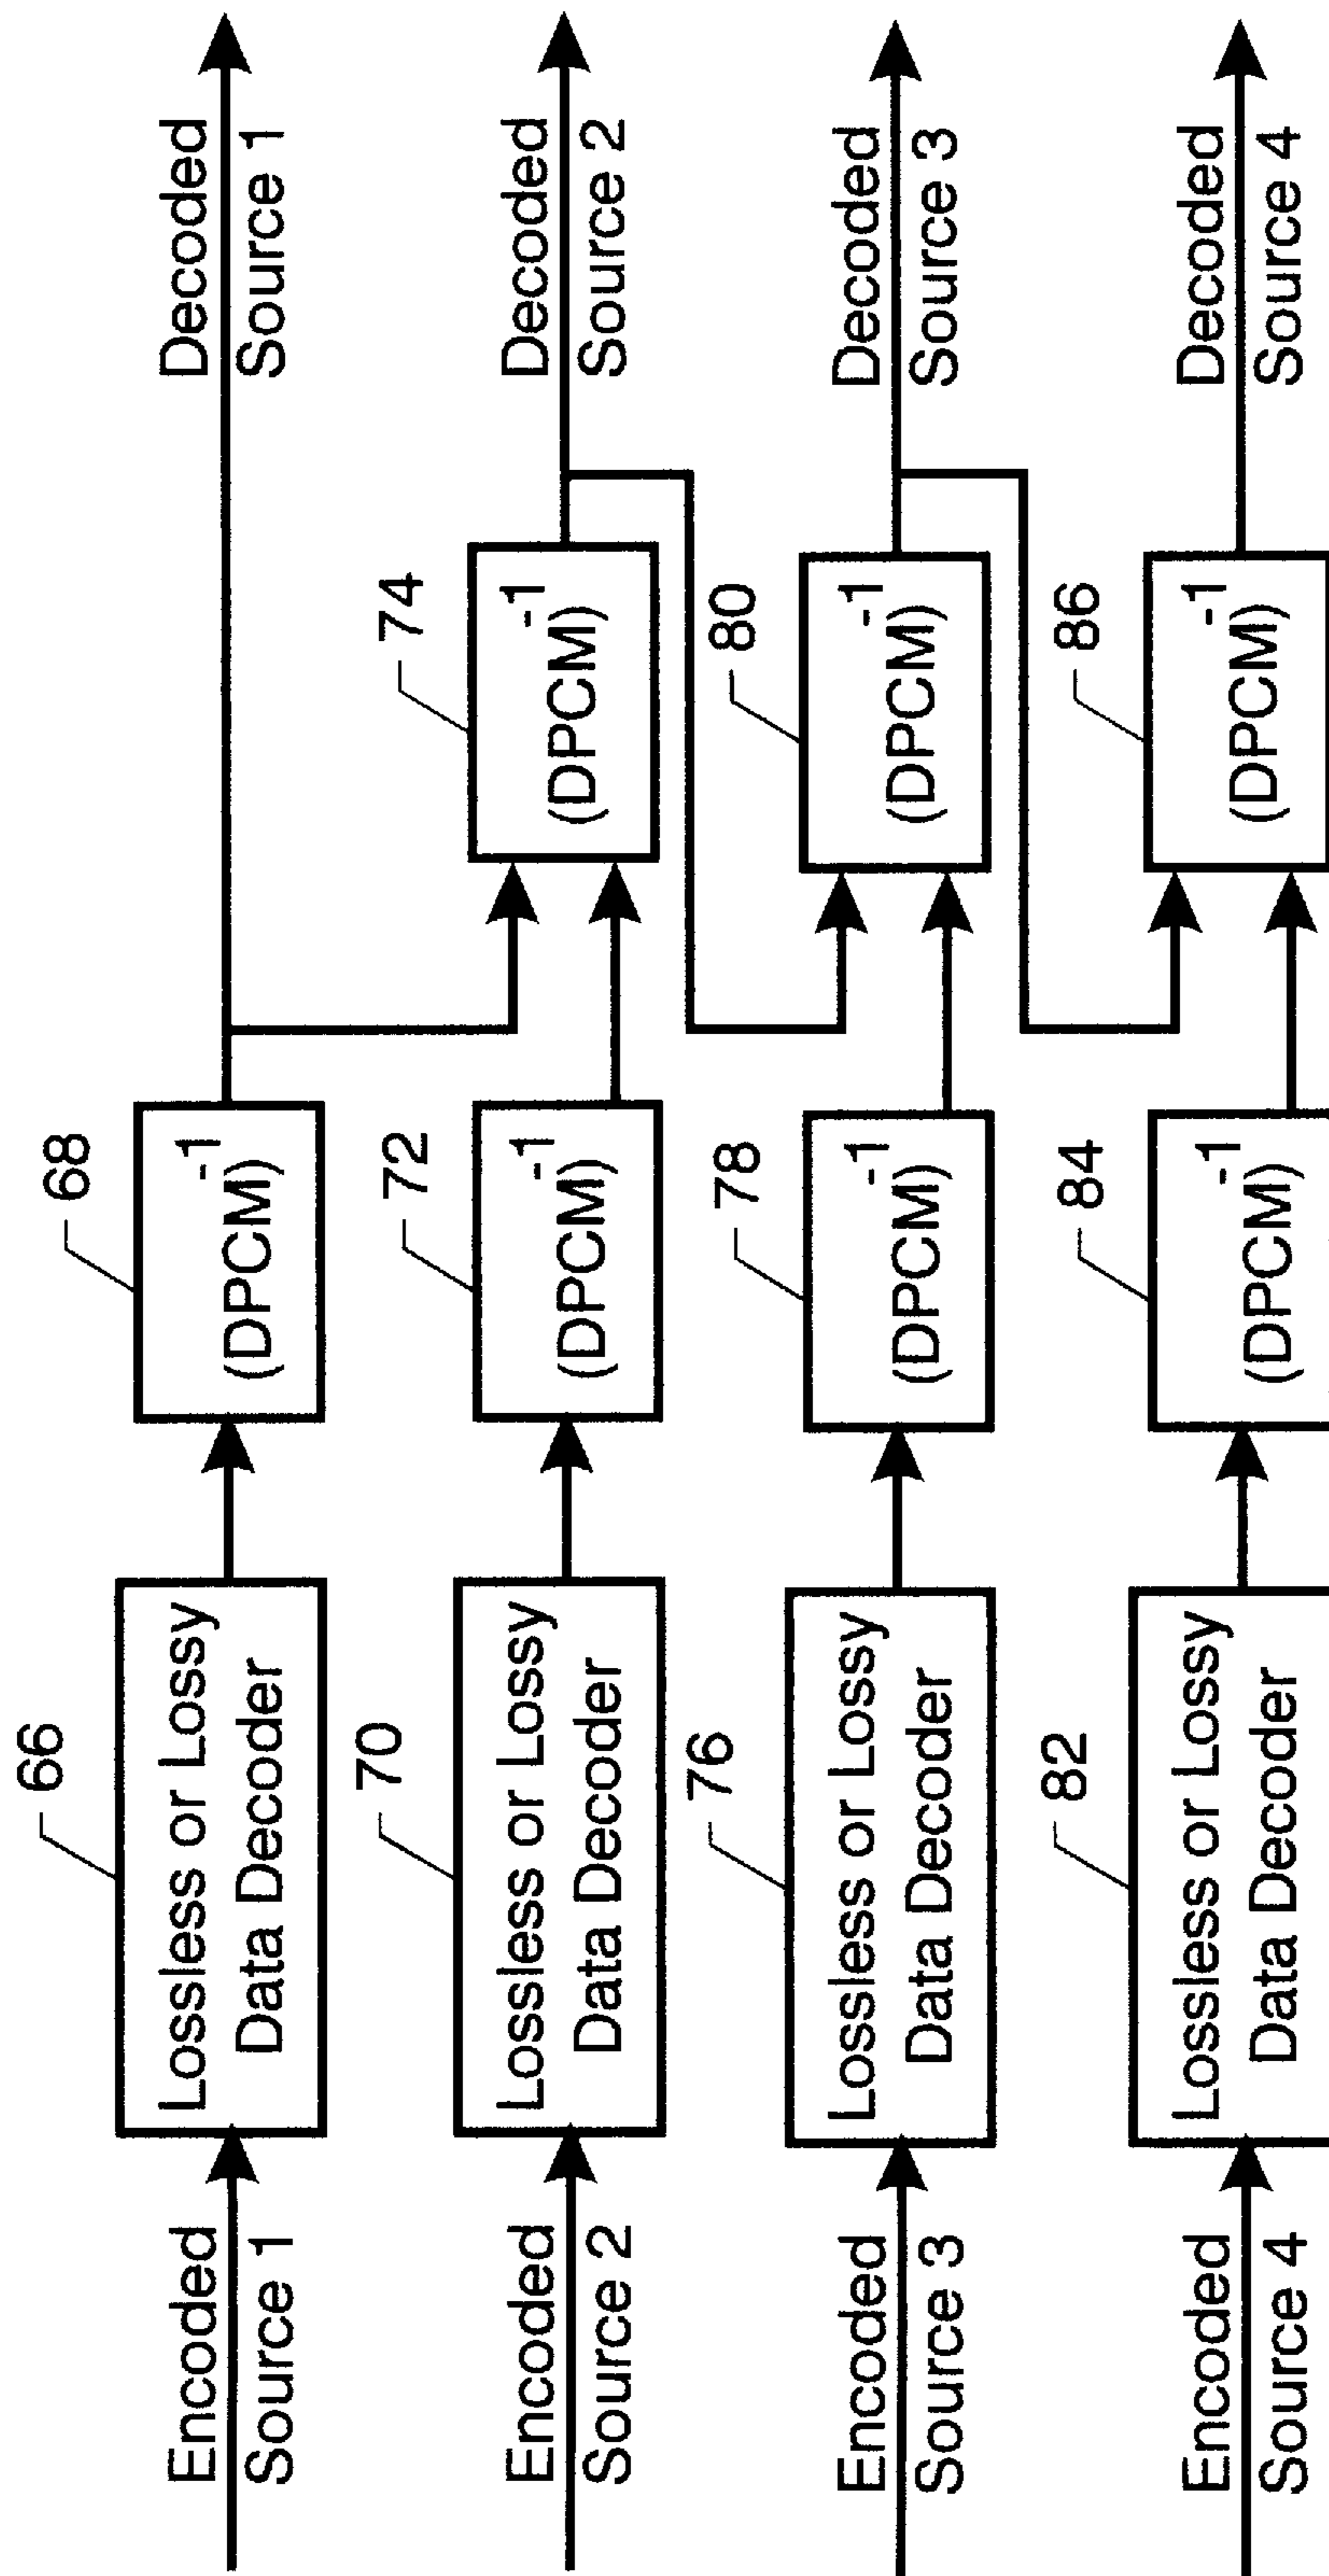 Encoded
Source 1
66
Lossless or Lossy
Data Decoder
68
(DPCM)-1
Decoded
Source 1
Encoded
Source 2
70
Lossless or Lossy
Data Decoder
72
(DPCM)-1
74
(DPCM)-1
Decoded
Source 2
Encoded
Source 3
76
Lossless or Lossy
Data Decoder
78
(DPCM)-1
80
(DPCM)-1
Decoded
Source 3
Encoded
Source 4
82
Lossless or Lossy
Data Decoder
84
(DPCM)-1
86
(DPCM)-1
Decoded
Source 4